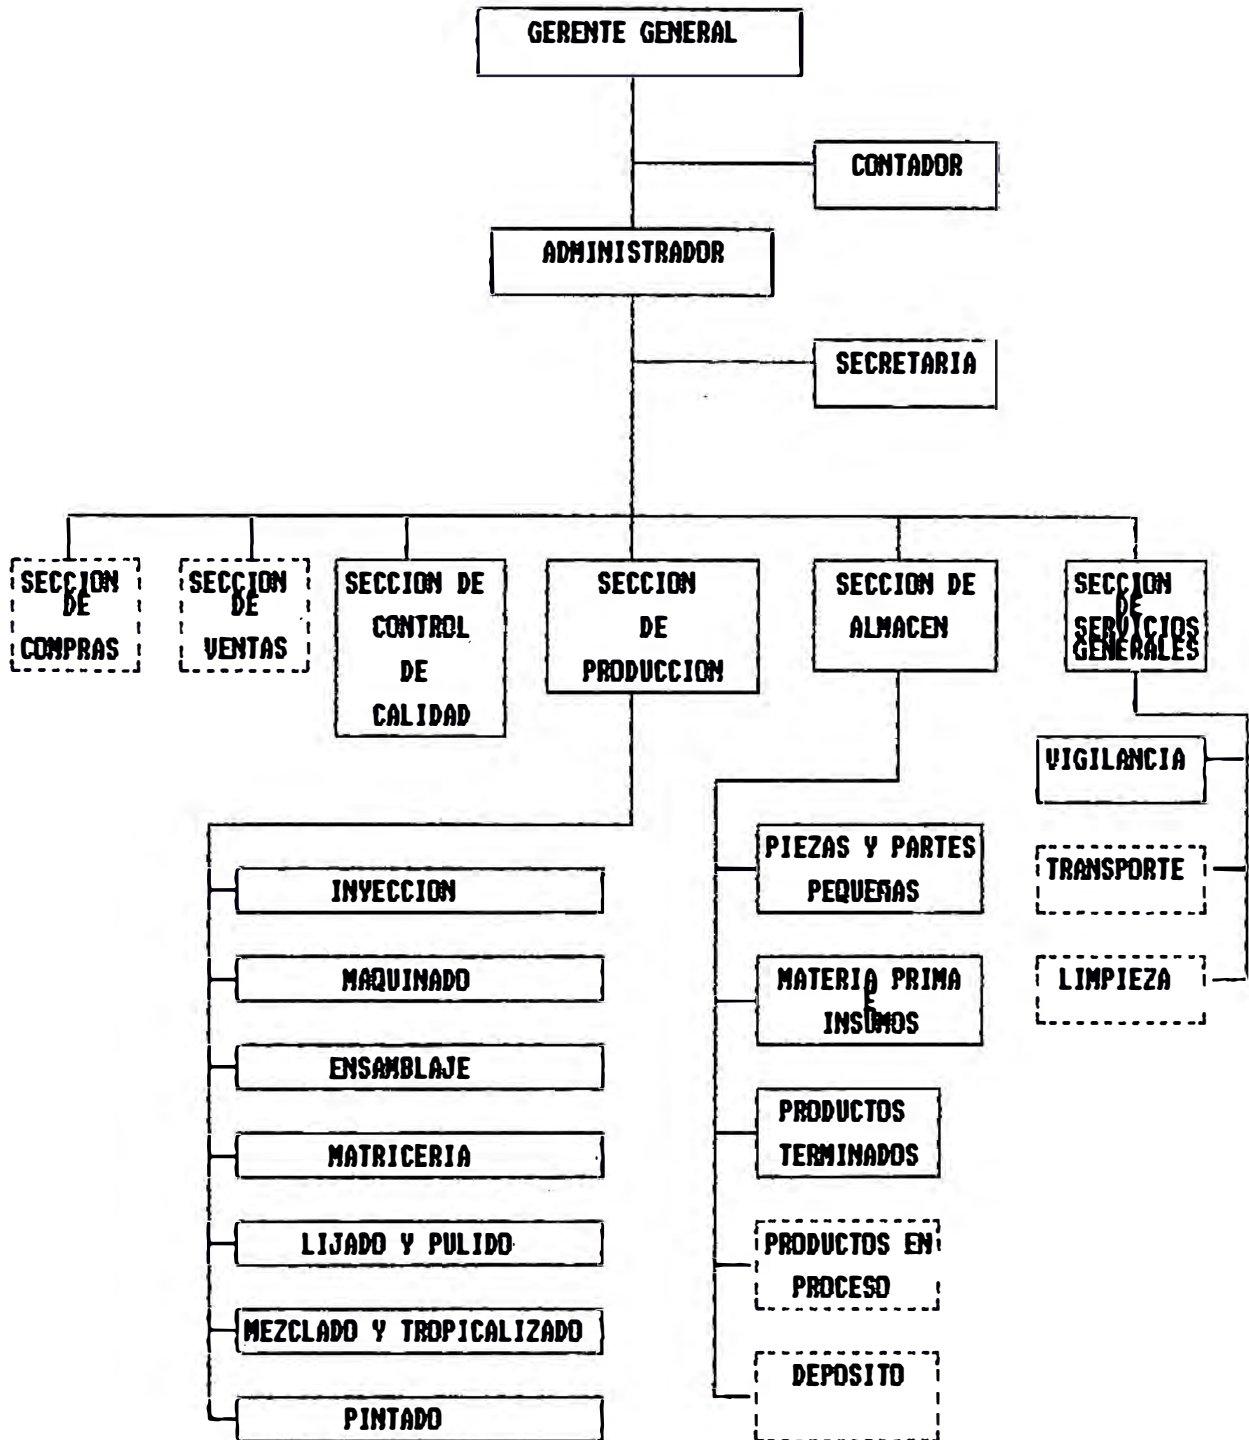 GERENTE GENERAL
CONTADOR
ADMINISTRADOR
SECRETARIA
SECCION
DE
COMPRAS
SECCION
DE
VENTAS
SECCION DE
CONTROL
DE
CALIDAD
SECCION
DE
PRODUCCION
SECCION DE
ALMACEN
SECCION
DE
SERVICIOS
GENERALES
INYECCION
MAQUINADO
ENSAMBLAJE
MATRICERIA
LIJADO Y PULIDO
MEZCLADO Y TROPICALIZADO
PINTADO
PIEZAS Y PARTES
PEQUEÑAS
MATERIA PRIMA
E
INSUMOS
PRODUCTOS
TERMINADOS
PRODUCTOS EN
PROCESO
DEPOSITO
VIGILANCIA
TRANSPORTE
LIMPIEZA